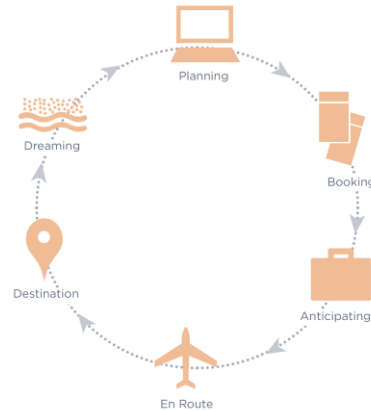 Planning
Dreaming
Booking
Destination
Anticipating
En Route